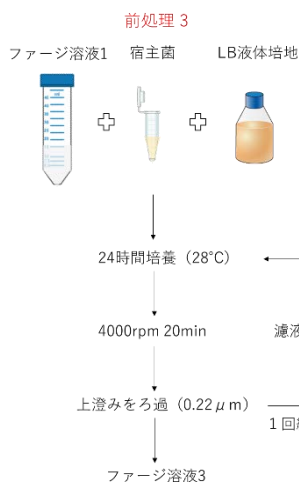 前処理 3
ファージ溶液1
宿主菌
LB液体培地
24時間培養（28°C）
4000rpm 20min
濾液
上澄みをろ過（0.22μm）
1回
ファージ溶液3